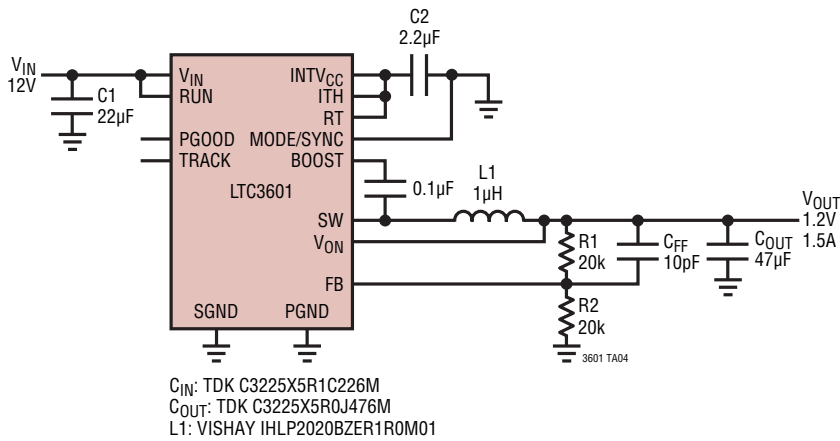 C2
2.2µF
VIN
12V
C1
22µF
VIN
RUN
PGOOD
TRACK
INTVCC
ITH
RT
MODE/SYNC
BOOST
LTC3601
SW
VON
FB
SGND
PGND
0.1µF
L1
1µH
R1
20k
R2
20k
CFF
10pF
COUT
47µF
VOUT
1.2V
1.5A
3601 TA04
CIN: TDK C3225X5R1C226M
COUT: TDK C3225X5R0J476M
L1: VISHAY IHLP2020BZER1R0M01